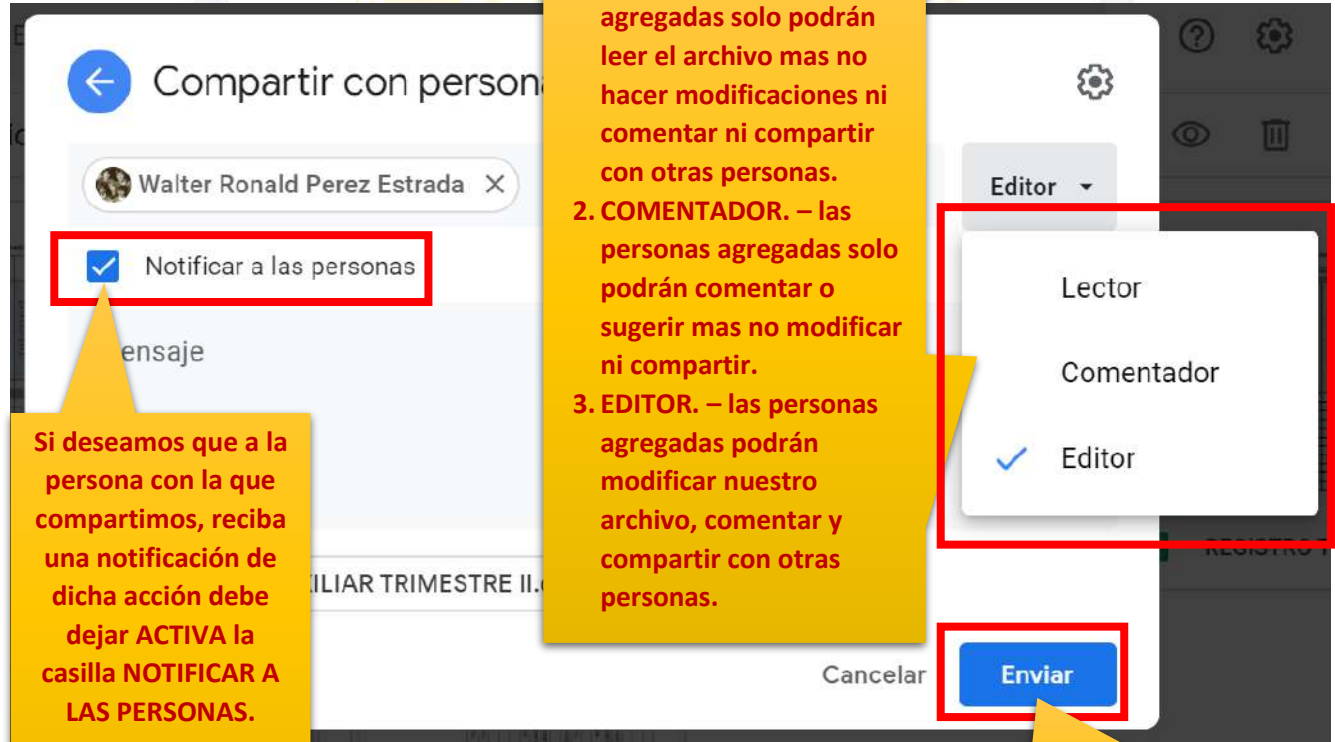 Compartir con person
Walter Ronald Perez Estrada
Editor
Notificar a las personas
ensaje
Lector
Comentador
Editor
agregadas solo podrán
leer el archivo mas no
hacer modificaciones ni
comentar ni compartir
con otras personas.
2. COMENTADOR. – las
personas agregadas solo
podrán comentar o
sugerir mas no modificar
ni compartir.
3. EDITOR. – las personas
agregadas podrán
modificar nuestro
archivo, comentar y
compartir con otras
personas.
Si deseamos que a la
persona con la que
compartimos, reciba
una notificación de
dicha acción debe
dejar ACTIVA la
casilla NOTIFICAR A
LAS PERSONAS.
ILIAR TRIMESTRE II.
REGISTRO T
Cancelar
Enviar